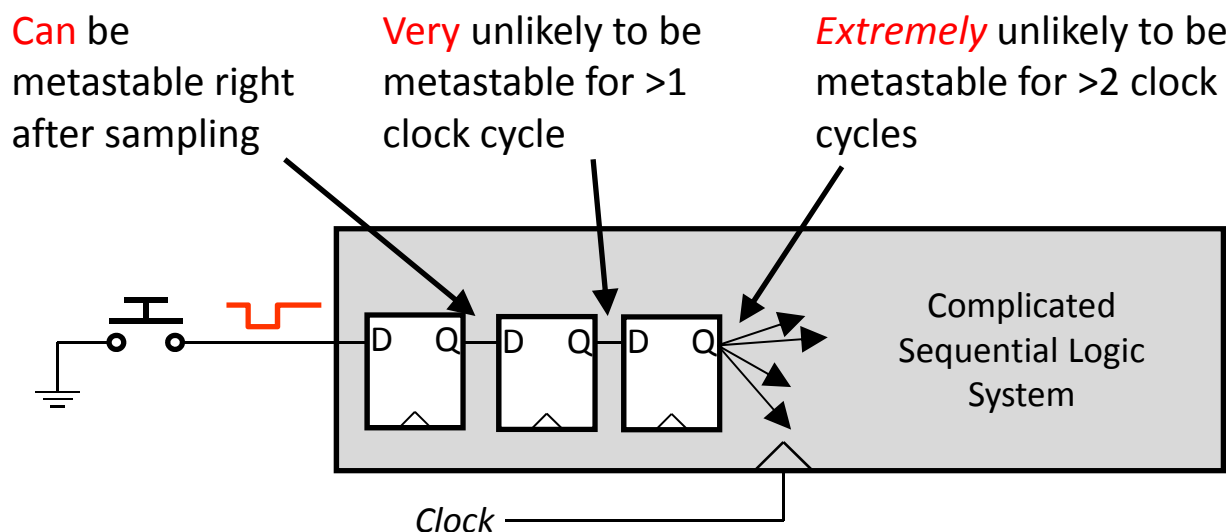 Can be
metastable right
after sampling
Very unlikely to be
metastable for >1
clock cycle
Extremely unlikely to be
metastable for >2 clock
cycles
D Q D Q D Q
Complicated
Sequential Logic
System
Clock